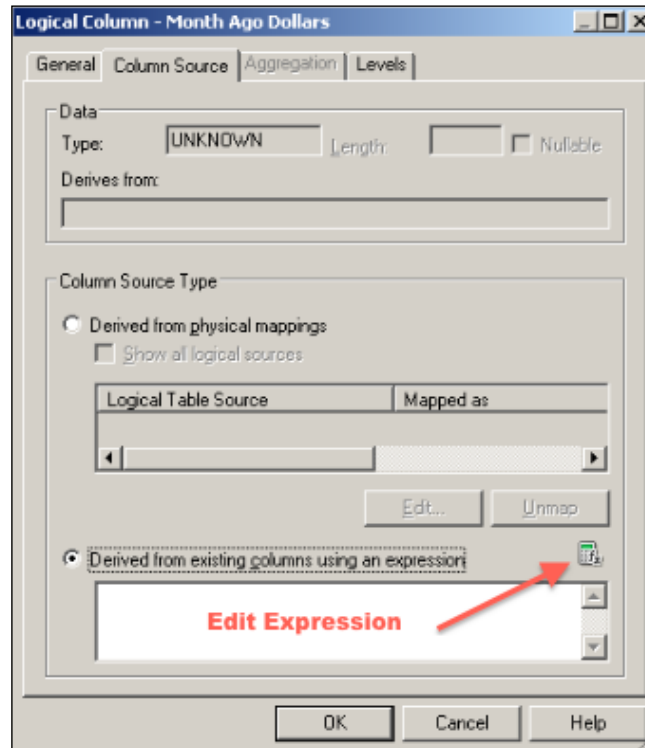 Logical Column - Month Ago Dollars
General Column Source Aggregation Levels
Data
Type: UNKNOWN Length: Nullable
Derives from:
Column Source Type
Derived from physical mappings
Show all logical sources
Logical Table Source Mapped as
Edit... Unmap
Derived from existing columns using an expression
Edit Expression
OK Cancel Help